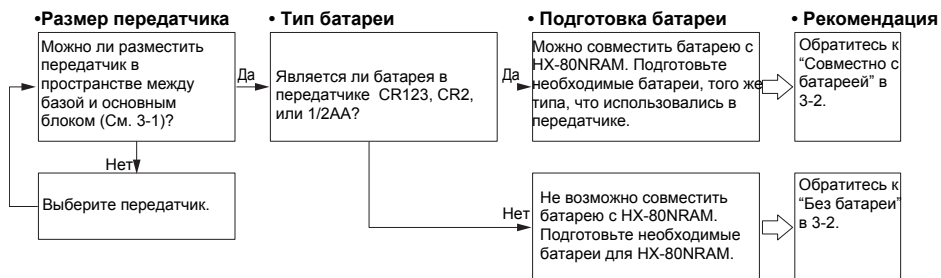 •Размер передатчика
• Тип батареи
• Подготовка батареи
• Рекомендация
Можно ли разместить
передатчик в
пространстве между
базой и основным
блоком (См. 3-1)?
Да
Является ли батарея в
передатчике CR123, CR2,
или 1/2AA?
Да
Можно совместить батарею с
HX-80NRAM. Подготовьте
необходимые батареи, того же
типа, что использовались в
передатчике.
Обратитесь к
“Совместно с
батареей” в
3-2.
Нет
Выберите передатчик.
Нет
Не возможно совместить
батарею с HX-80NRAM.
Подготовьте необходимые
батареи для HX-80NRAM.
Обратитесь к
“Без батареи”
в 3-2.